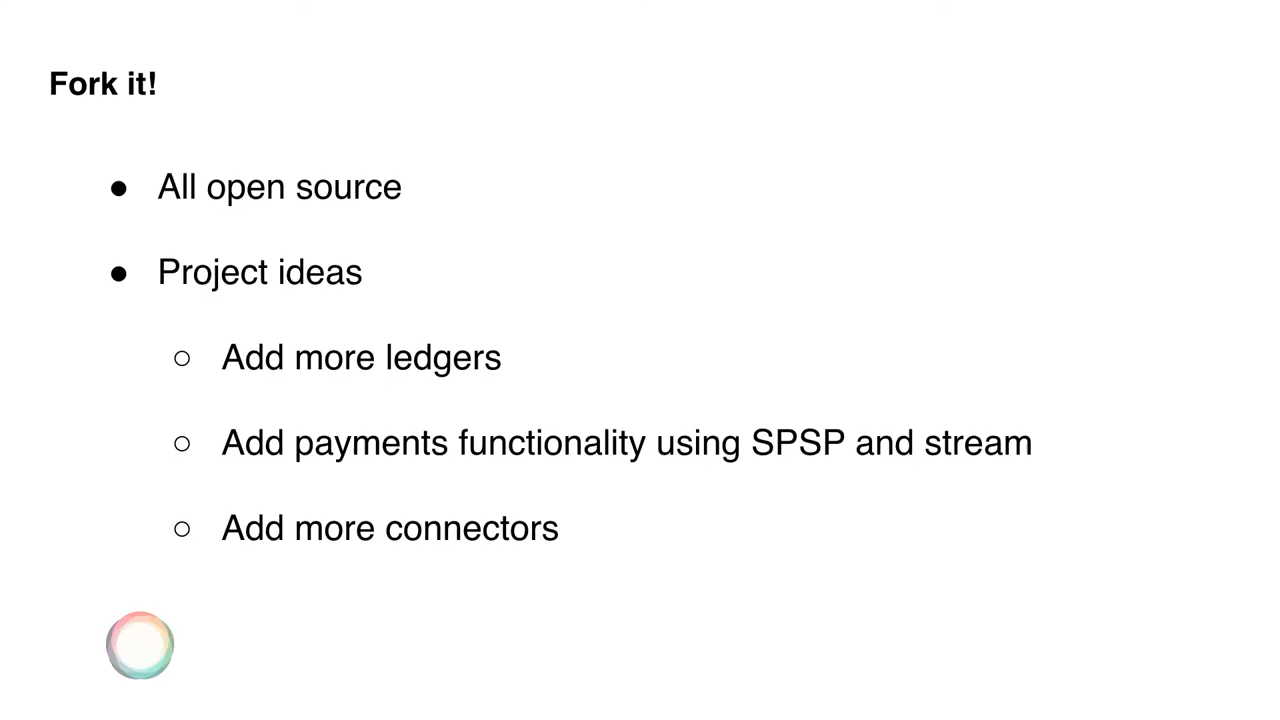 Fork it!
● All open source
● Project ideas
○ Add more ledgers
○ Add payments functionality using SPSP and stream
○ Add more connectors